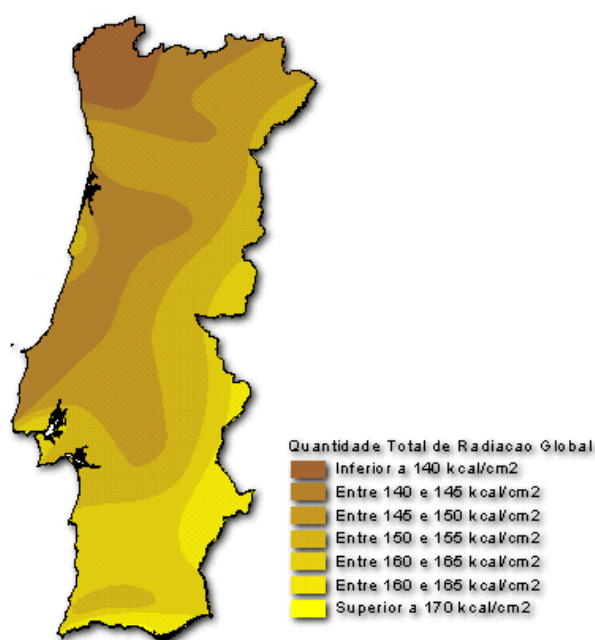 Quantidade Total de Radiacao Global
Inferior a 140 kcal/cm2
Entre 140 e 145 kcal/cm2
Entre 145 e 150 kcal/cm2
Entre 150 e 155 kcal/cm2
Entre 160 e 165 kcal/cm2
Entre 160 e 165 kcal/cm2
Superior a 170 kcal/cm2